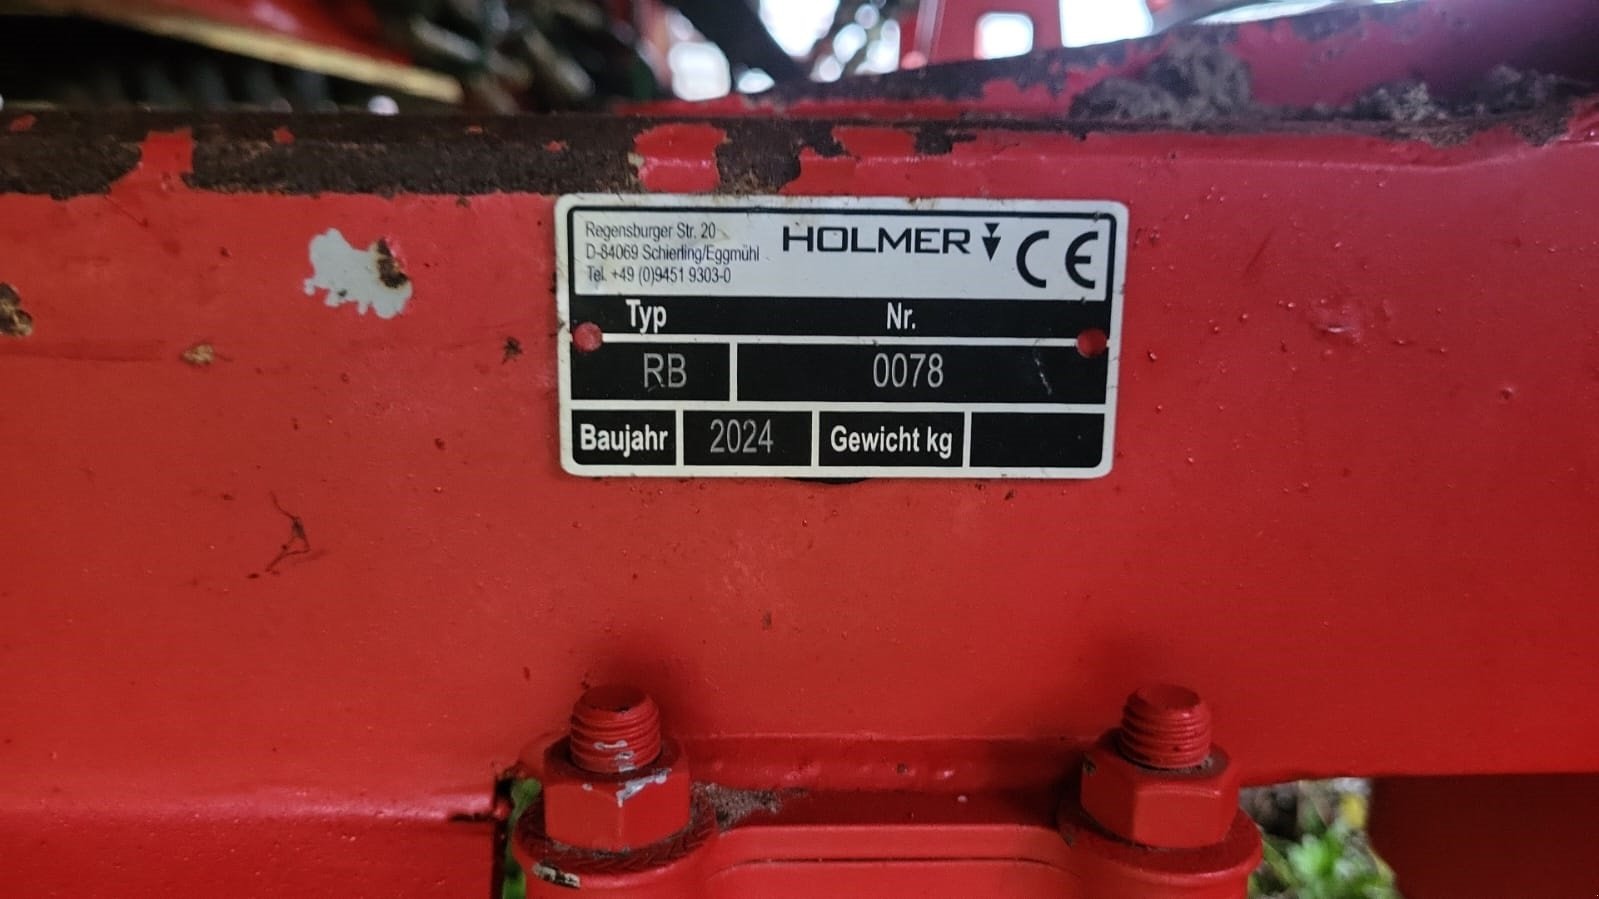 Regensburger Str. 20
D-84069 Schierling/Eggmühl
Tel. +49 (0)9451 9303-0
HOLMER
CE
Typ Nr.
RB 0078
Baujahr 2024 Gewicht kg